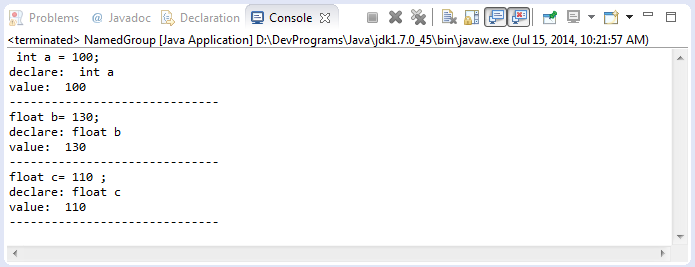 Problems @ Javadoc Declaration Console
<terminated> NamedGroup [Java Application] D:\DevPrograms\Java\jdk1.7.0_45\bin\javaw.exe (Jul 15, 2014, 10:21:57 AM)
 int a = 100;
declare:  int a
value:  100
------------------------------
float b= 130;
declare: float b
value:  130
------------------------------
float c= 110 ;
declare: float c
value:  110
------------------------------